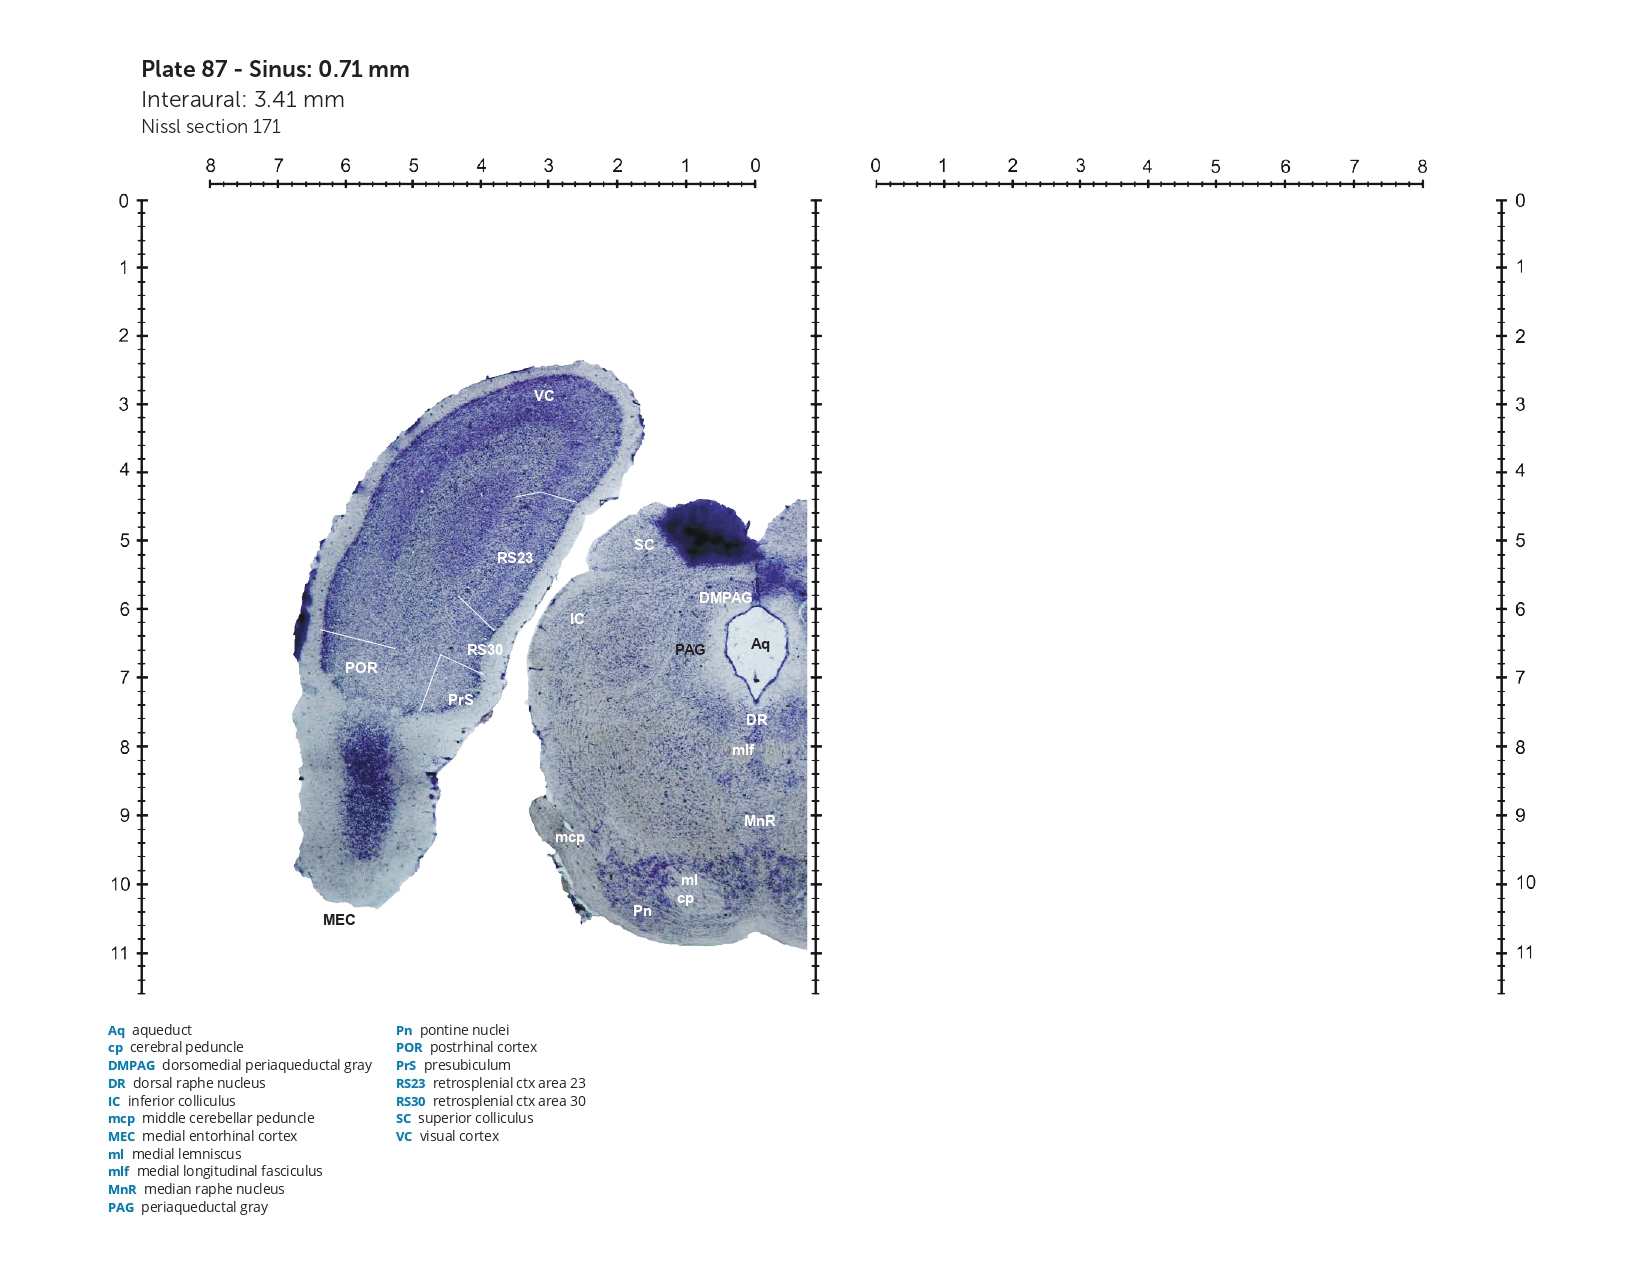 Plate 87 - Sinus: 0.71 mm
Interaural: 3.41 mm
Nissl section 171
8 7 6 5 4 3 2 1 0
0 1 2 3 4 5 6 7 8
0 0
1 1
2 2
3 3
VC
4 4
5 5
SC
RS23
DMPAG
6 6
IC
Aq
RS30 PAG
POR
7 7
PrS
DR
8 mlf 8
9 9
MnR
mcp
10 ml 10
cp
Pn
MEC
11 11
Aq aqueduct
cp cerebral peduncle
DMPAG dorsomedial periaqueductal gray
DR dorsal raphe nucleus
IC inferior colliculus
mcp middle cerebellar peduncle
MEC medial entorhinal cortex
ml medial lemniscus
mlf medial longitudinal fasciculus
MnR median raphe nucleus
PAG periaqueductal gray
Pn pontine nuclei
POR postrhinal cortex
PrS presubiculum
RS23 retrosplenial ctx area 23
RS30 retrosplenial ctx area 30
SC superior colliculus
VC visual cortex